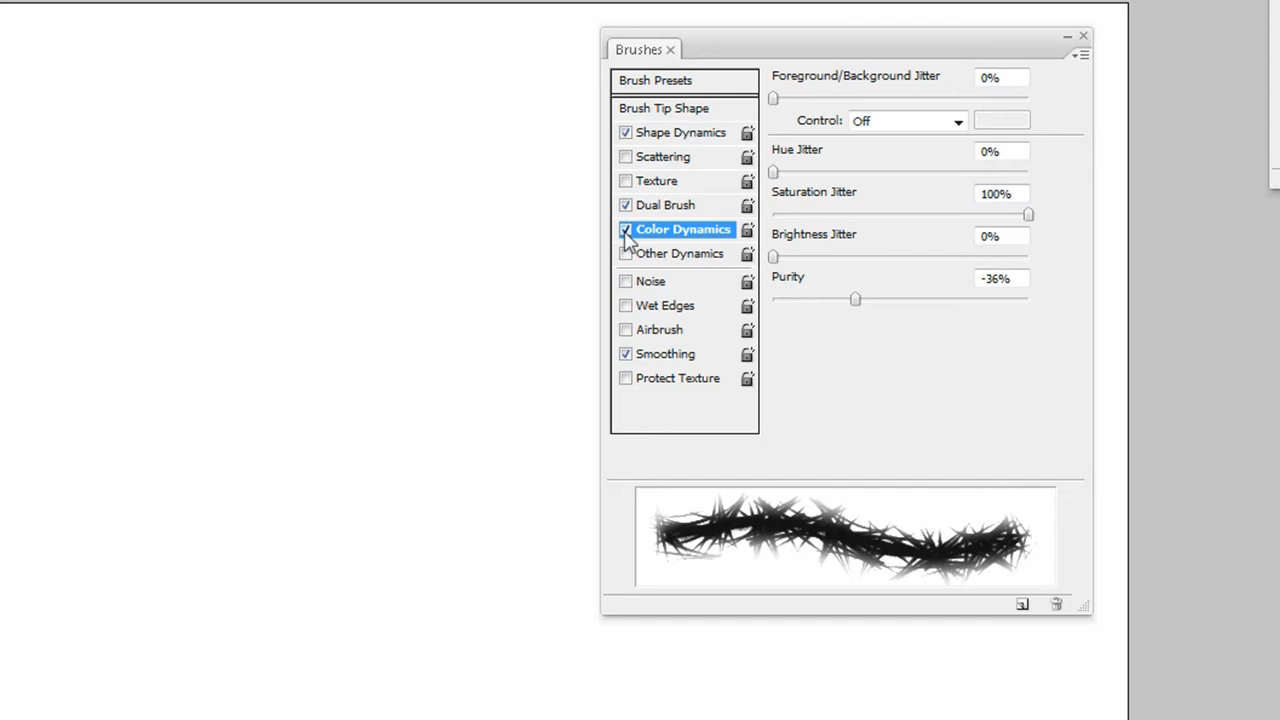 Brushes
Brush Presets
Brush Tip Shape
Shape Dynamics
Scattering
Texture
Dual Brush
Color Dynamics
Other Dynamics
Noise
Wet Edges
Airbrush
Smoothing
Protect Texture
Foreground/Background Jitter 0%
Control: Off
Hue Jitter 0%
Saturation Jitter 100%
Brightness Jitter 0%
Purity -36%